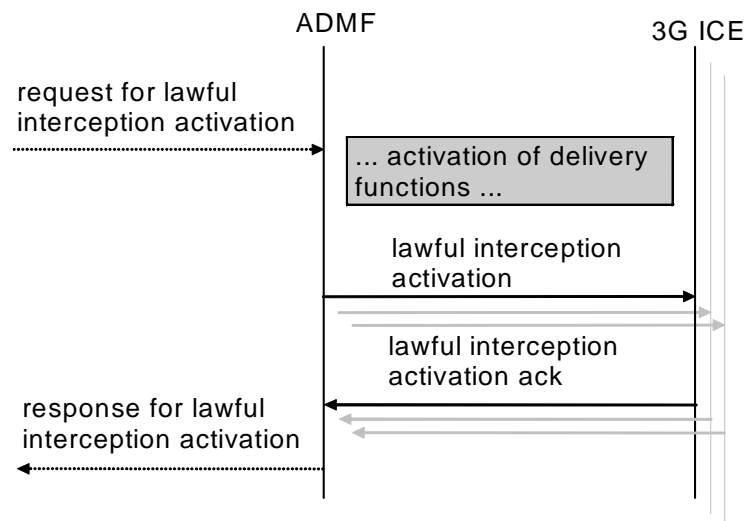 ADMF
3G ICE
request for lawful
interception activation
... activation of delivery
functions ...
lawful interception
activation
lawful interception
activation ack
response for lawful
interception activation